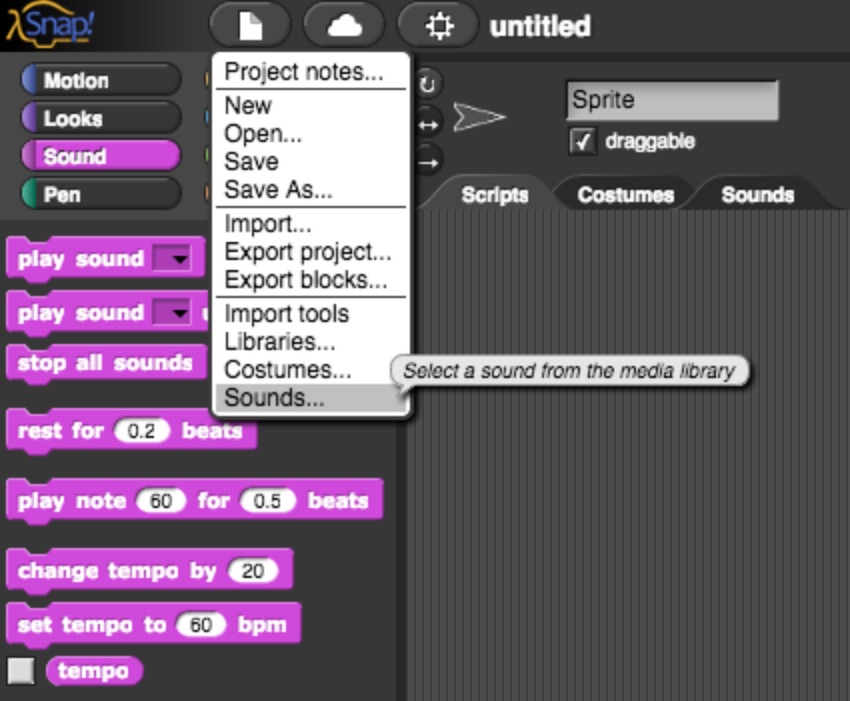 λSnap!
untitled
Motion
Looks
Sound
Pen
Project notes...
New
Open...
Save
Save As...
Import...
Export project...
Export blocks...
Import tools
Libraries...
Costumes...
Sounds...
Select a sound from the media library
Sprite
draggable
Scripts
Costumes
Sounds
play sound
play sound
stop all sounds
rest for 0.2 beats
play note 60 for 0.5 beats
change tempo by 20
set tempo to 60 bpm
tempo